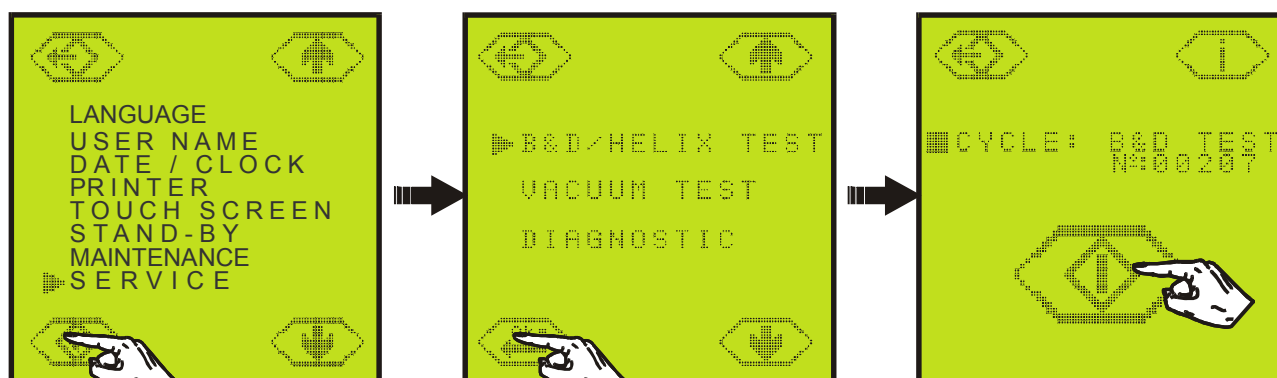 LANGUAGE
USER NAME
DATE / CLOCK
PRINTER
TOUCH SCREEN
STAND-BY
MAINTENANCE
SERVICE
B&D/HELIX TEST
VACUUM TEST
DIAGNOSTIC
i
CYCLE: B&D TEST
Nº:00207